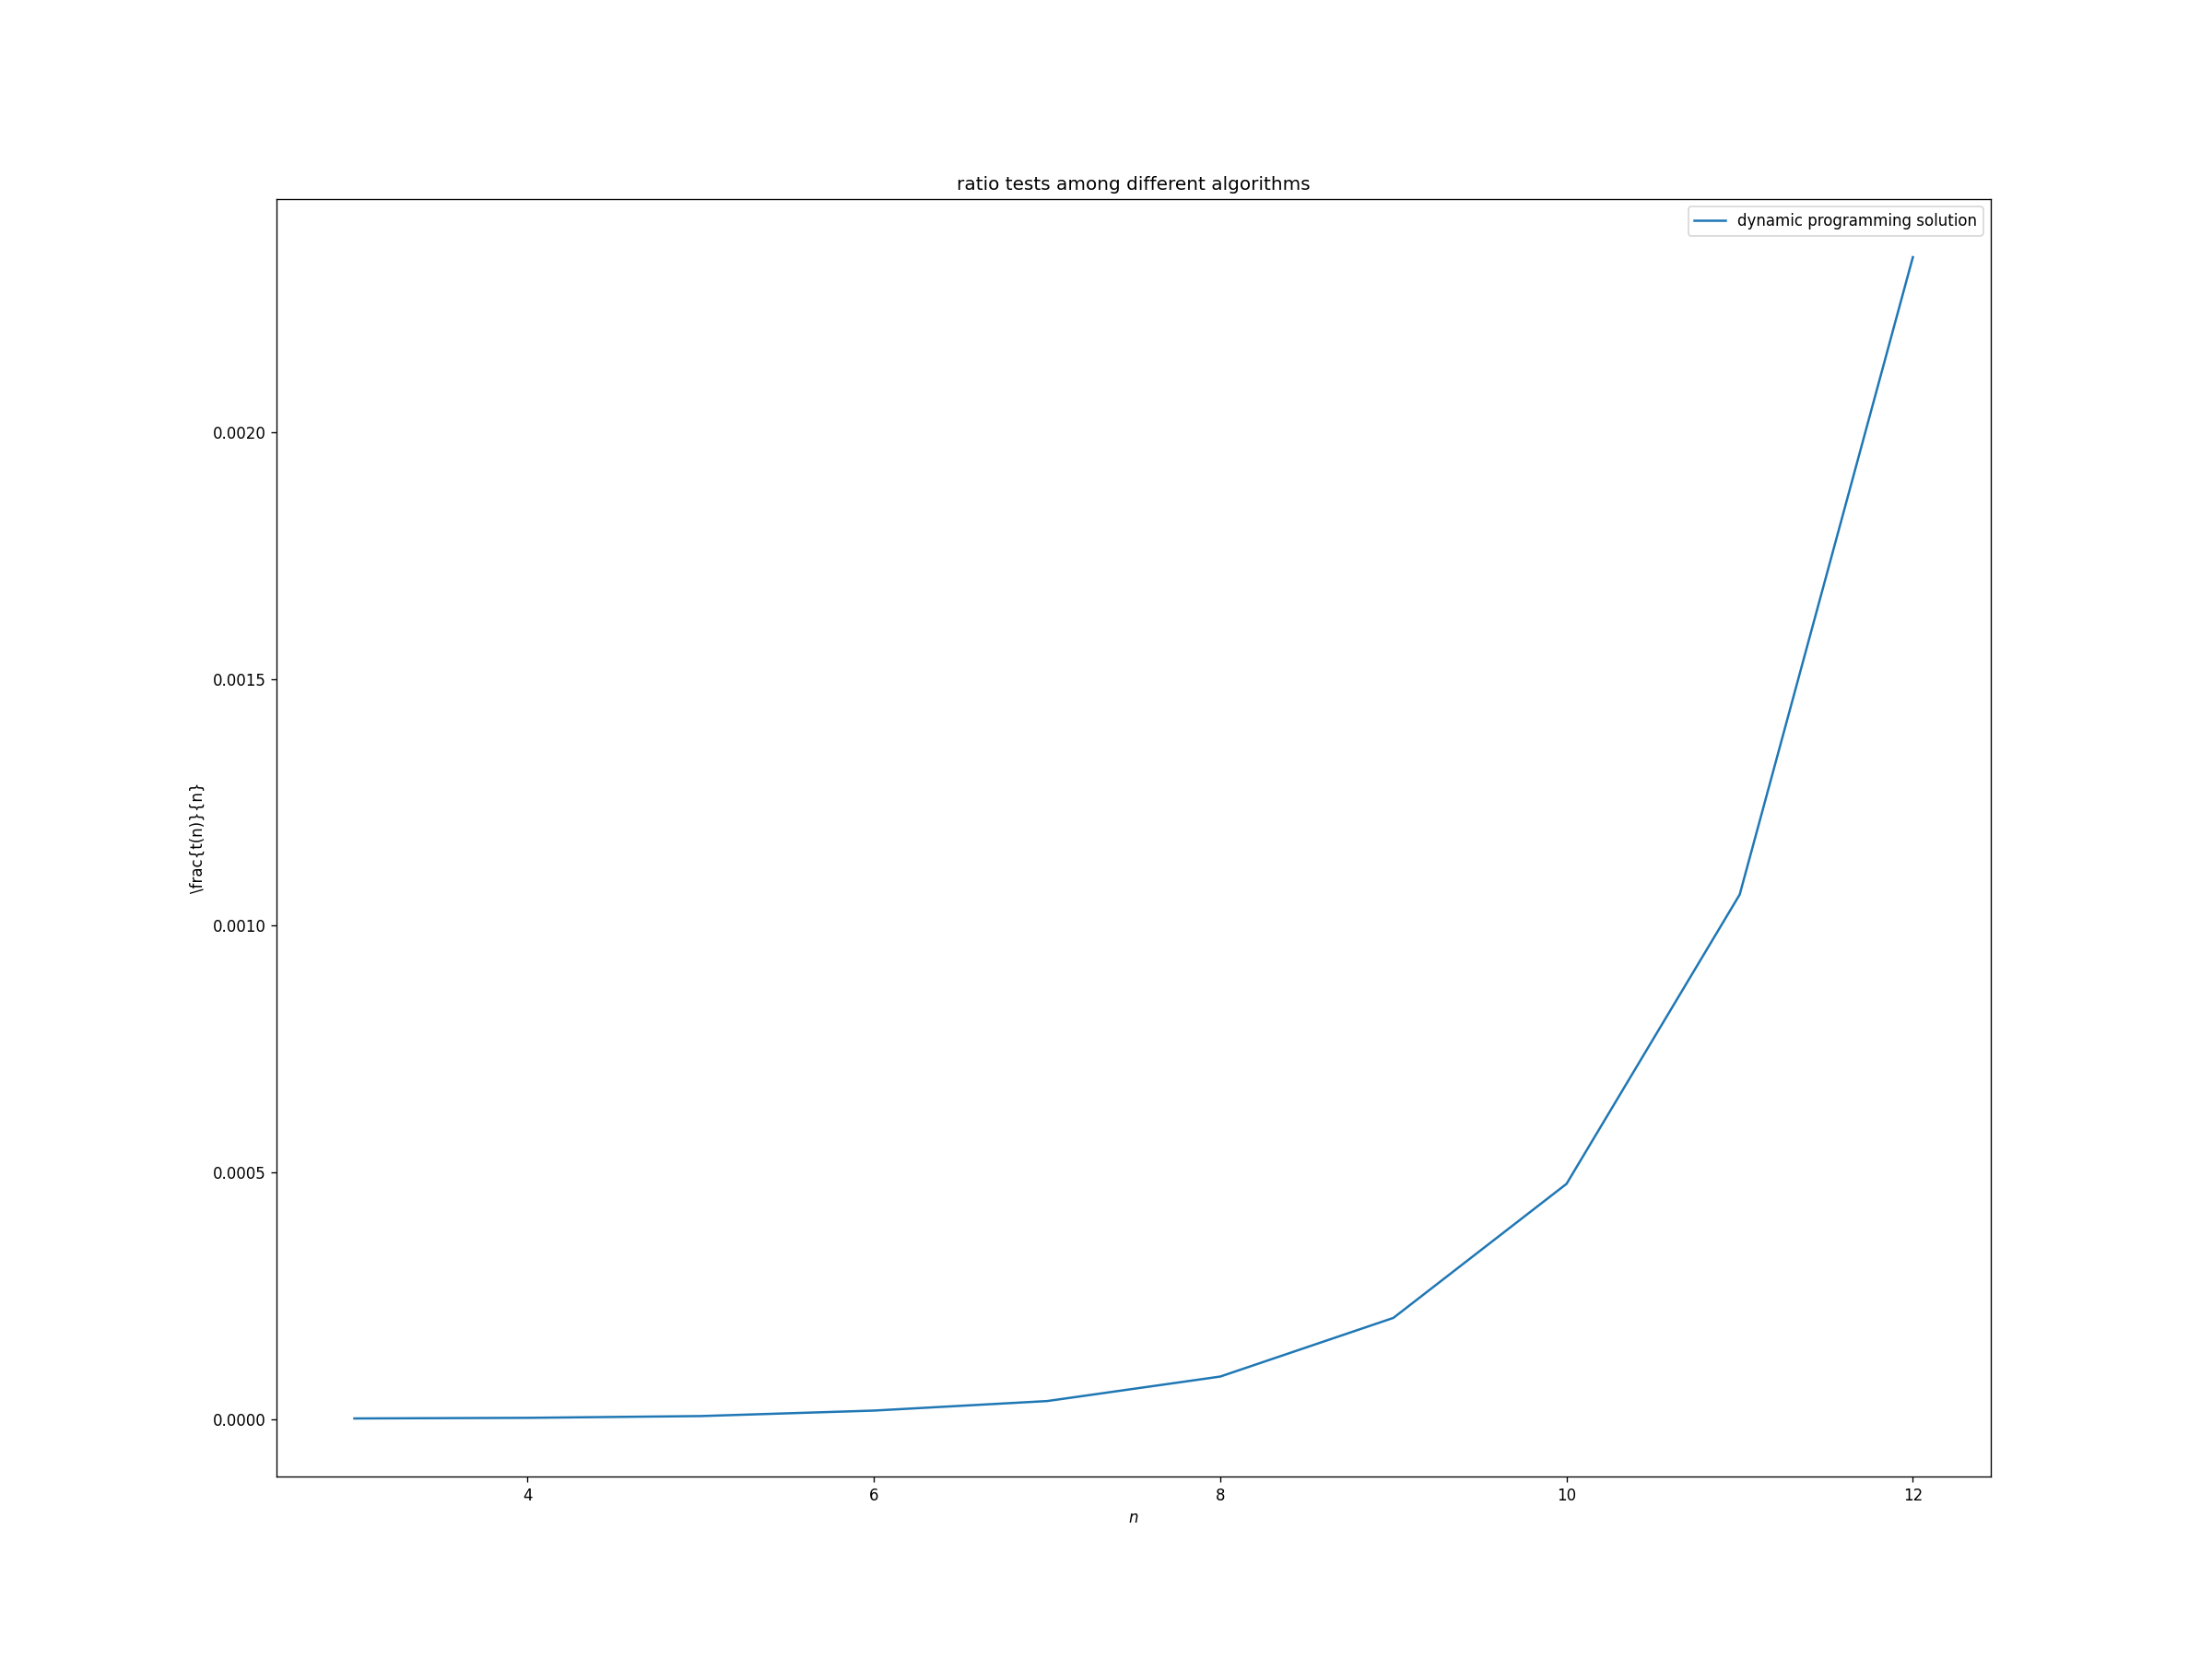 ratio tests among different algorithms
dynamic programming solution
\frac{t(n)}{n}
0.0020
0.0015
0.0010
0.0005
0.0000
4 6 8 10 12
n